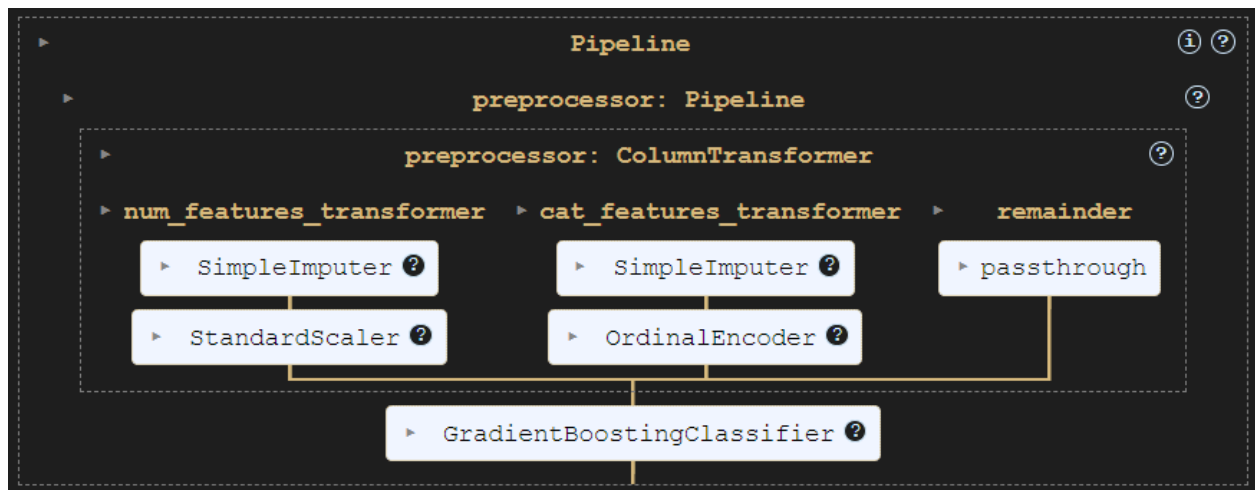 Pipeline i ?
preprocessor: Pipeline ?
preprocessor: ColumnTransformer ?
num_features_transformer cat_features_transformer remainder
SimpleImputer ? SimpleImputer ? passthrough
StandardScaler ? OrdinalEncoder ?
GradientBoostingClassifier ?